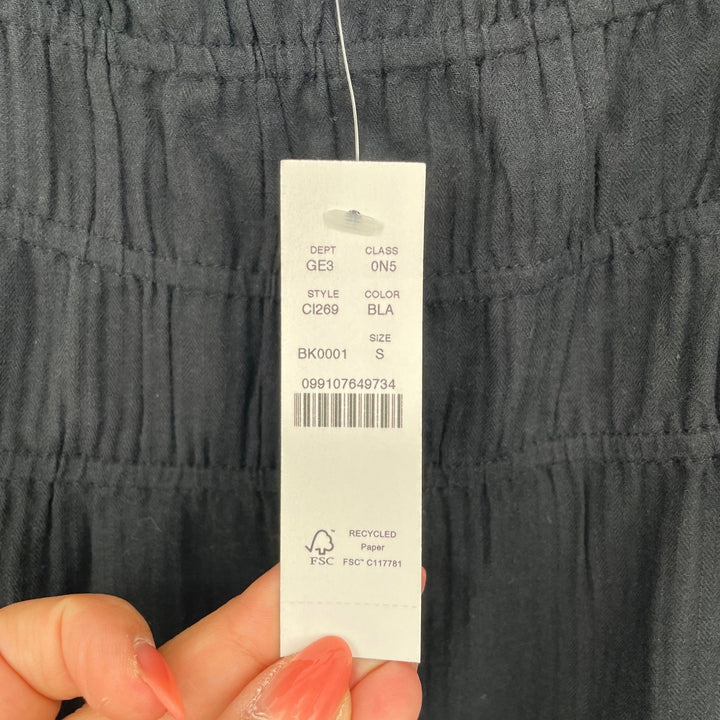 DEPT CLASS
GE3 0N5
STYLE COLOR
CI269 BLA
SIZE
BK0001 S
099107649734
RECYCLED
Paper
FSC FSC™ C117781